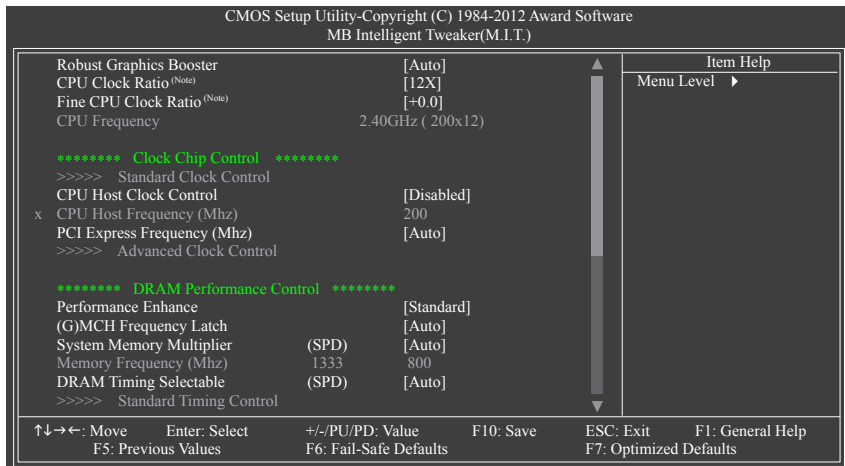 CMOS Setup Utility-Copyright (C) 1984-2012 Award Software
MB Intelligent Tweaker(M.I.T.)
Robust Graphics Booster [Auto]
CPU Clock Ratio (Note) [12X]
Fine CPU Clock Ratio (Note) [+0.0]
CPU Frequency 2.40GHz ( 200x12)
******** Clock Chip Control ********
>>>>> Standard Clock Control
CPU Host Clock Control [Disabled]
x CPU Host Frequency (Mhz) 200
PCI Express Frequency (Mhz) [Auto]
>>>>> Advanced Clock Control
******** DRAM Performance Control ********
Performance Enhance [Standard]
(G)MCH Frequency Latch [Auto]
System Memory Multiplier (SPD) [Auto]
Memory Frequency (Mhz) 1333 800
DRAM Timing Selectable (SPD) [Auto]
>>>>> Standard Timing Control
Item Help
Menu Level ▶
↑↓→←: Move Enter: Select +/-/PU/PD: Value F10: Save ESC: Exit F1: General Help
F5: Previous Values F6: Fail-Safe Defaults F7: Optimized Defaults